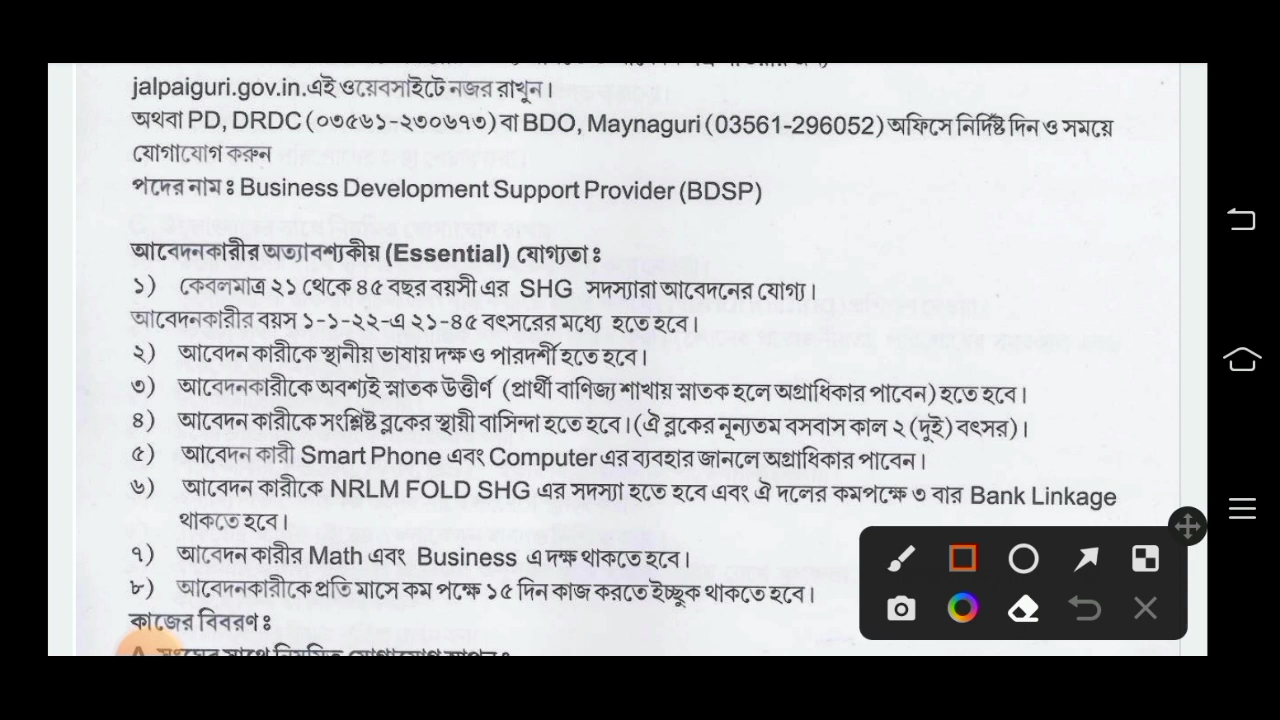 jalpaiguri.gov.in.এই ওয়েবসাইটে নজর রাখুন।
অথবা PD, DRDC (০৩৫৬১-২৩০৬৭৩) বা BDO, Maynaguri (03561-296052) অফিসে নির্দিষ্ট দিন ও সময়ে
যোগাযোগ করুন
পদের নাম ঃ Business Development Support Provider (BDSP)
আবেদনকারীর অত্যাবশ্যকীয় (Essential) যোগ্যতা ঃ
১) কেবলমাত্র ২১ থেকে ৪৫ বছর বয়সী এর SHG সদস্যারা আবেদনের যোগ্য।
আবেদনকারীর বয়স ১-১-২২-এ ২১-৪৫ বৎসরের মধ্যে হতে হবে।
২) আবেদন কারীকে স্থানীয় ভাষায় দক্ষ ও পারদর্শী হতে হবে।
৩) আবেদনকারীকে অবশ্যই স্নাতক উত্তীর্ণ (প্রার্থী বাণিজ্য শাখায় স্নাতক হলে অগ্রাধিকার পাবেন) হতে হবে।
৪) আবেদন কারীকে সংশ্লিষ্ট ব্লকের স্থায়ী বাসিন্দা হতে হবে। (ঐ ব্লকের নূন্যতম বসবাস কাল ২ (দুই) বৎসর)।
৫) আবেদন কারী Smart Phone এবং Computer এর ব্যবহার জানলে অগ্রাধিকার পাবেন।
৬) আবেদন কারীকে NRLM FOLD SHG এর সদস্যা হতে হবে এবং ঐ দলের কমপক্ষে ৩ বার Bank Linkage
থাকতে হবে।
৭) আবেদন কারীর Math এবং Business এ দক্ষ থাকতে হবে।
৮) আবেদনকারীকে প্রতি মাসে কম পক্ষে ১৫ দিন কাজ করতে ইচ্ছুক থাকতে হবে।
কাজের বিবরণ ঃ